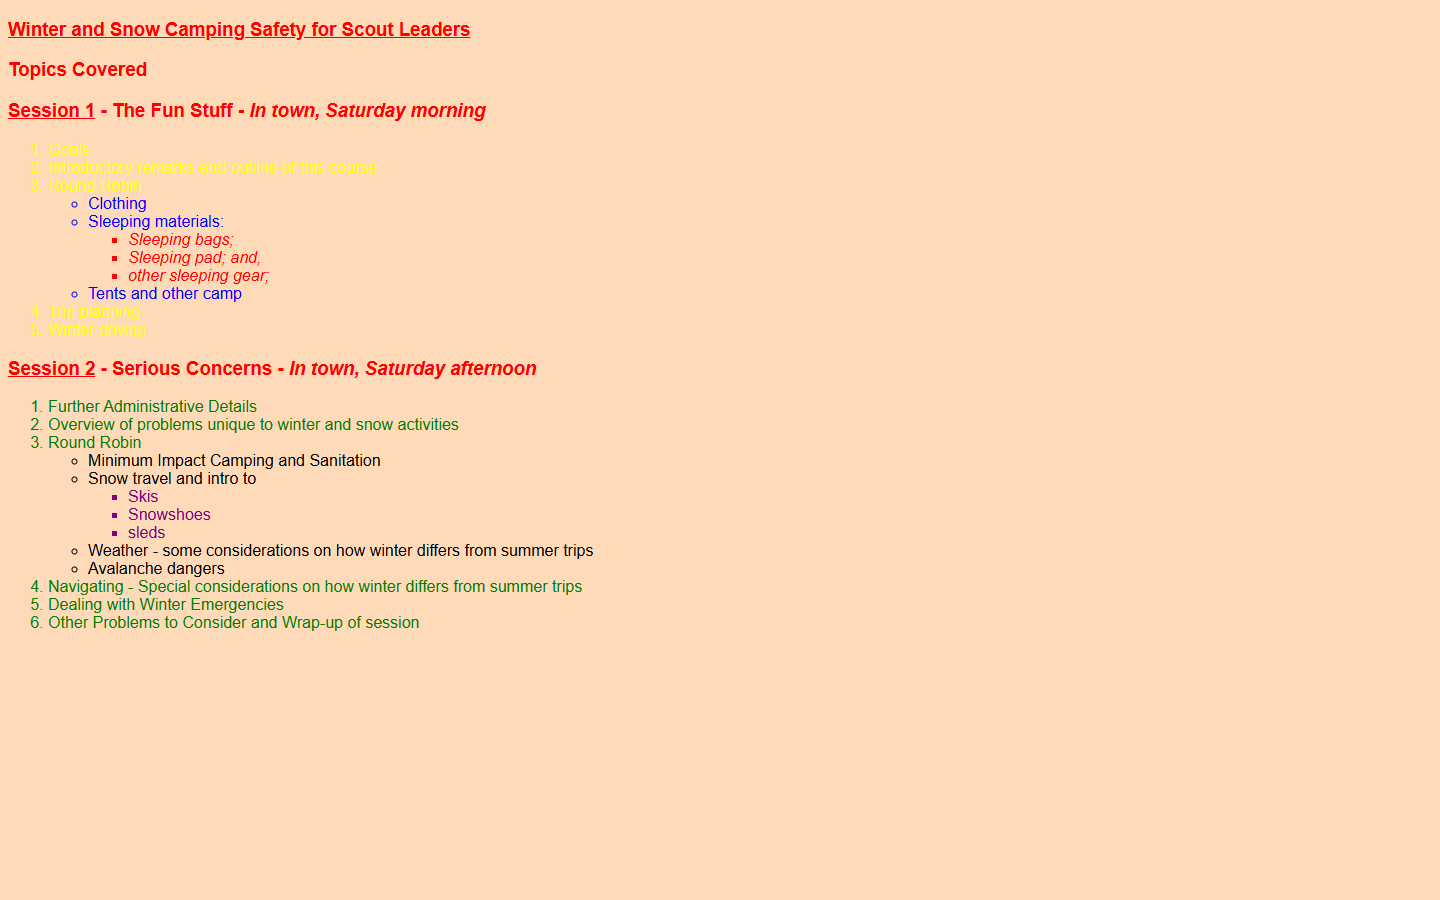 Winter and Snow Camping Safety for Scout Leaders
Topics Covered
Session 1 - The Fun Stuff - In town, Saturday morning
1. Goals
2. Introductory remarks and outline of this course
3. Round Robin
Clothing
Sleeping materials:
Sleeping bags;
Sleeping pad; and,
other sleeping gear;
Tents and other camp
4. Trip planning
5. Winter driving
Session 2 - Serious Concerns - In town, Saturday afternoon
1. Further Administrative Details
2. Overview of problems unique to winter and snow activities
3. Round Robin
Minimum Impact Camping and Sanitation
Snow travel and intro to
Skis
Snowshoes
sleds
Weather - some considerations on how winter differs from summer trips
Avalanche dangers
4. Navigating - Special considerations on how winter differs from summer trips
5. Dealing with Winter Emergencies
6. Other Problems to Consider and Wrap-up of session